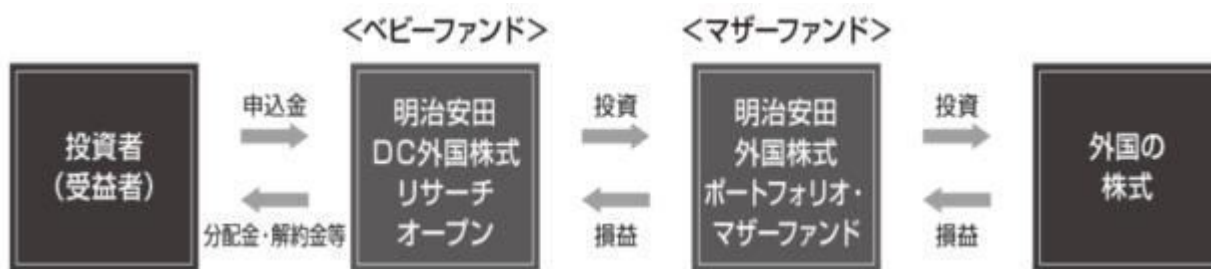 <ベビーファンド>
<マザーファンド>
投資者
(受益者)
申込金
分配金・解約金等
明治安田
DC外国株式
リサーチ
オープン
投資
損益
明治安田
外国株式
ポートフォリオ・
マザーファンド
投資
損益
外国の
株式